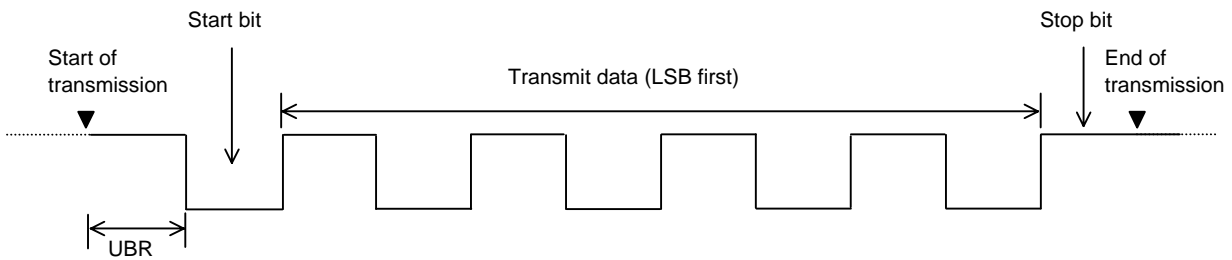 Start bit
Stop bit
Start of
transmission
Transmit data (LSB first)
End of
transmission
UBR